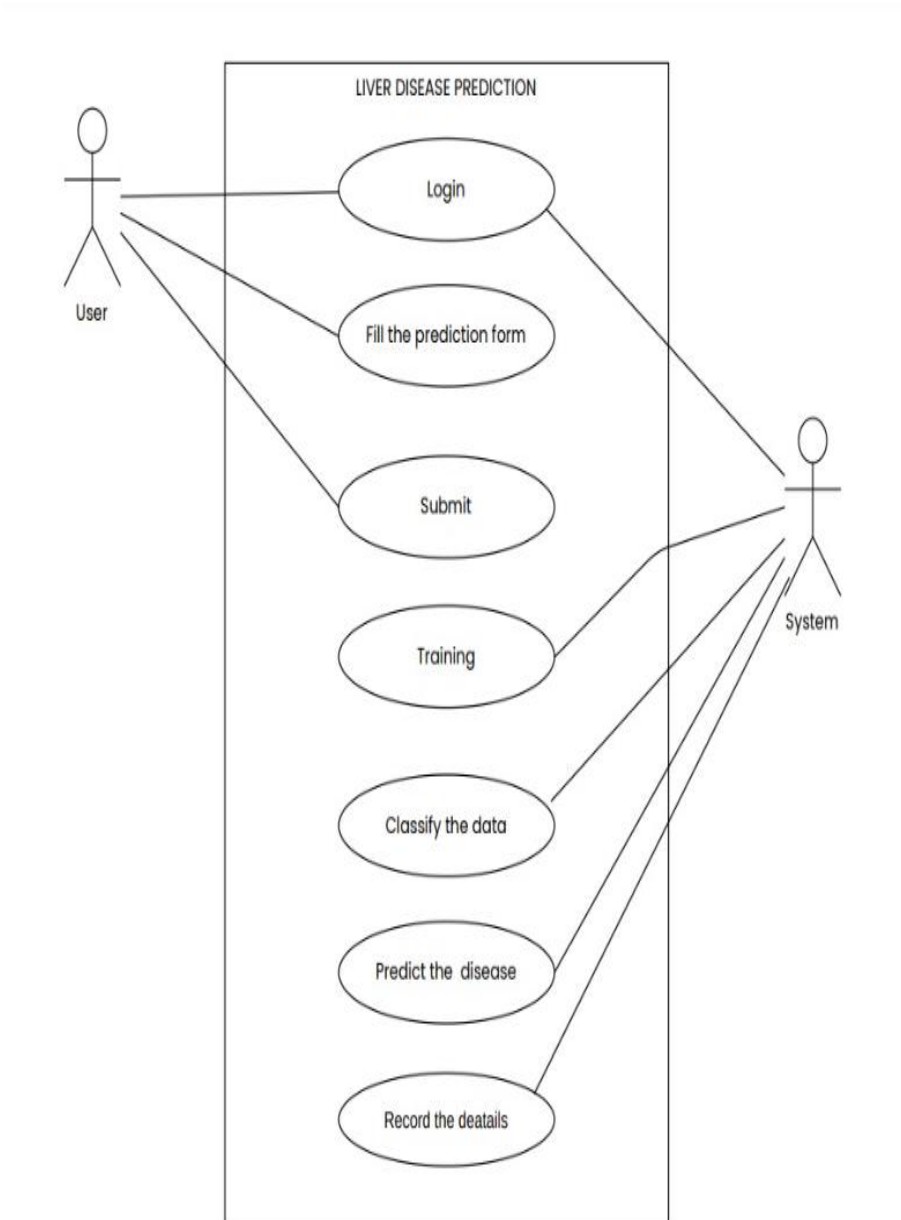 LIVER DISEASE PREDICTION
Login
User
Fill the prediction form
Submit
System
Training
Classify the data
Predict the disease
Record the deatails